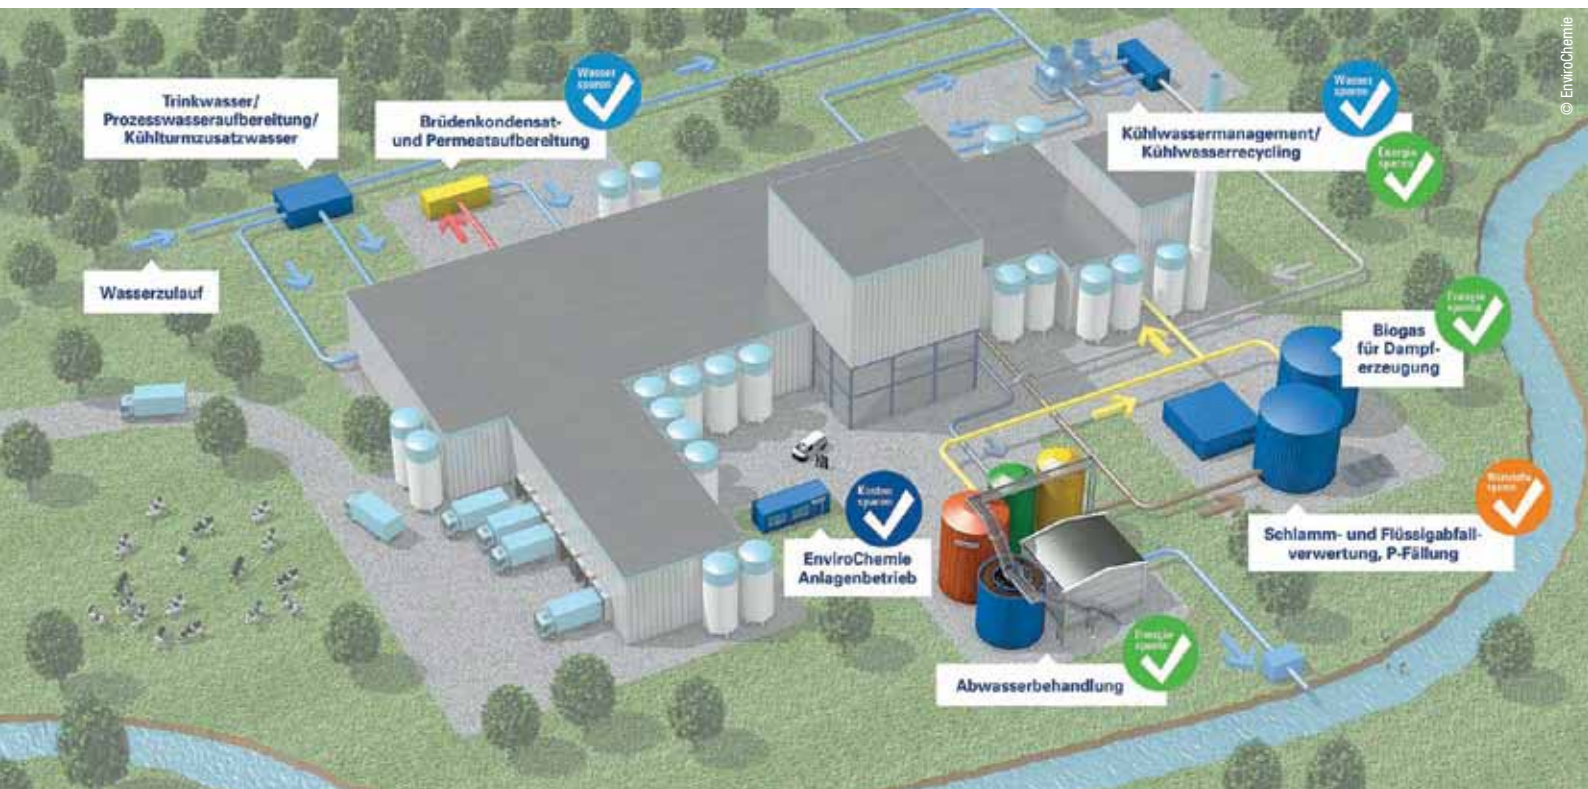 © EnviroChemie
Trinkwasser/
Prozesswasseraufbereitung/
Kühlturmzusatzwasser
Wasser
sparen
Brüdenkondensat-
und Permeataufbereitung
Wasser
sparen
Kühlwassermanagement/
Kühlwasserrecycling
Energie
sparen
Wasserzulauf
Energie
sparen
Biogas
für Dampf-
erzeugung
Kosten
sparen
EnviroChemie
Anlagenbetrieb
Schlamm- und Flüssigabfall-
verwertung, P-Fällung
Energie
sparen
Abwasserbehandlung